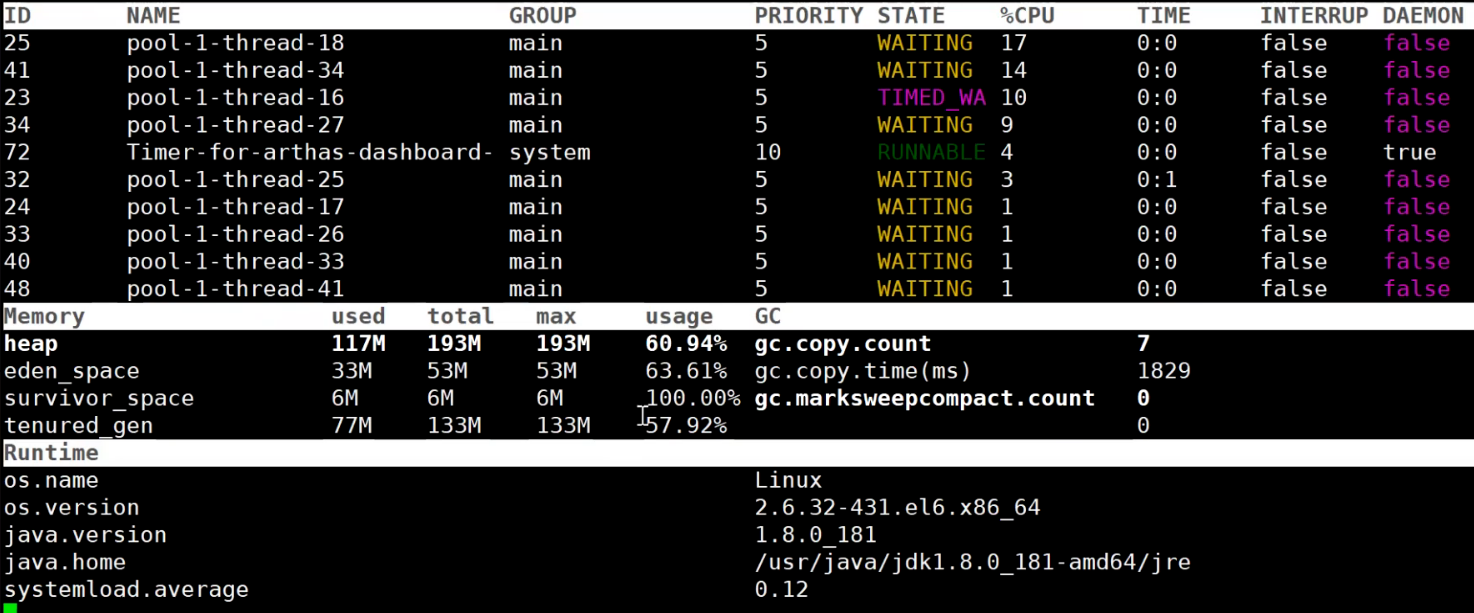 ID NAME GROUP PRIORITY STATE %CPU TIME INTERRUP DAEMON
25 pool-1-thread-18 main 5 WAITING 17 0:0 false false
41 pool-1-thread-34 main 5 WAITING 14 0:0 false false
23 pool-1-thread-16 main 5 TIMED_WA 10 0:0 false false
34 pool-1-thread-27 main 5 WAITING 9 0:0 false false
72 Timer-for-arthas-dashboard- system 10 RUNNABLE 4 0:0 false true
32 pool-1-thread-25 main 5 WAITING 3 0:1 false false
24 pool-1-thread-17 main 5 WAITING 1 0:0 false false
33 pool-1-thread-26 main 5 WAITING 1 0:0 false false
40 pool-1-thread-33 main 5 WAITING 1 0:0 false false
48 pool-1-thread-41 main 5 WAITING 1 0:0 false false
Memory used total max usage GC
heap 117M 193M 193M 60.94% gc.copy.count 7
eden_space 33M 53M 53M 63.61% gc.copy.time(ms) 1829
survivor_space 6M 6M 6M 100.00% gc.marksweepcompact.count 0
tenured_gen 77M 133M 133M 57.92% 0
Runtime
os.name Linux
os.version 2.6.32-431.el6.x86_64
java.version 1.8.0_181
java.home /usr/java/jdk1.8.0_181-amd64/jre
systemload.average 0.12